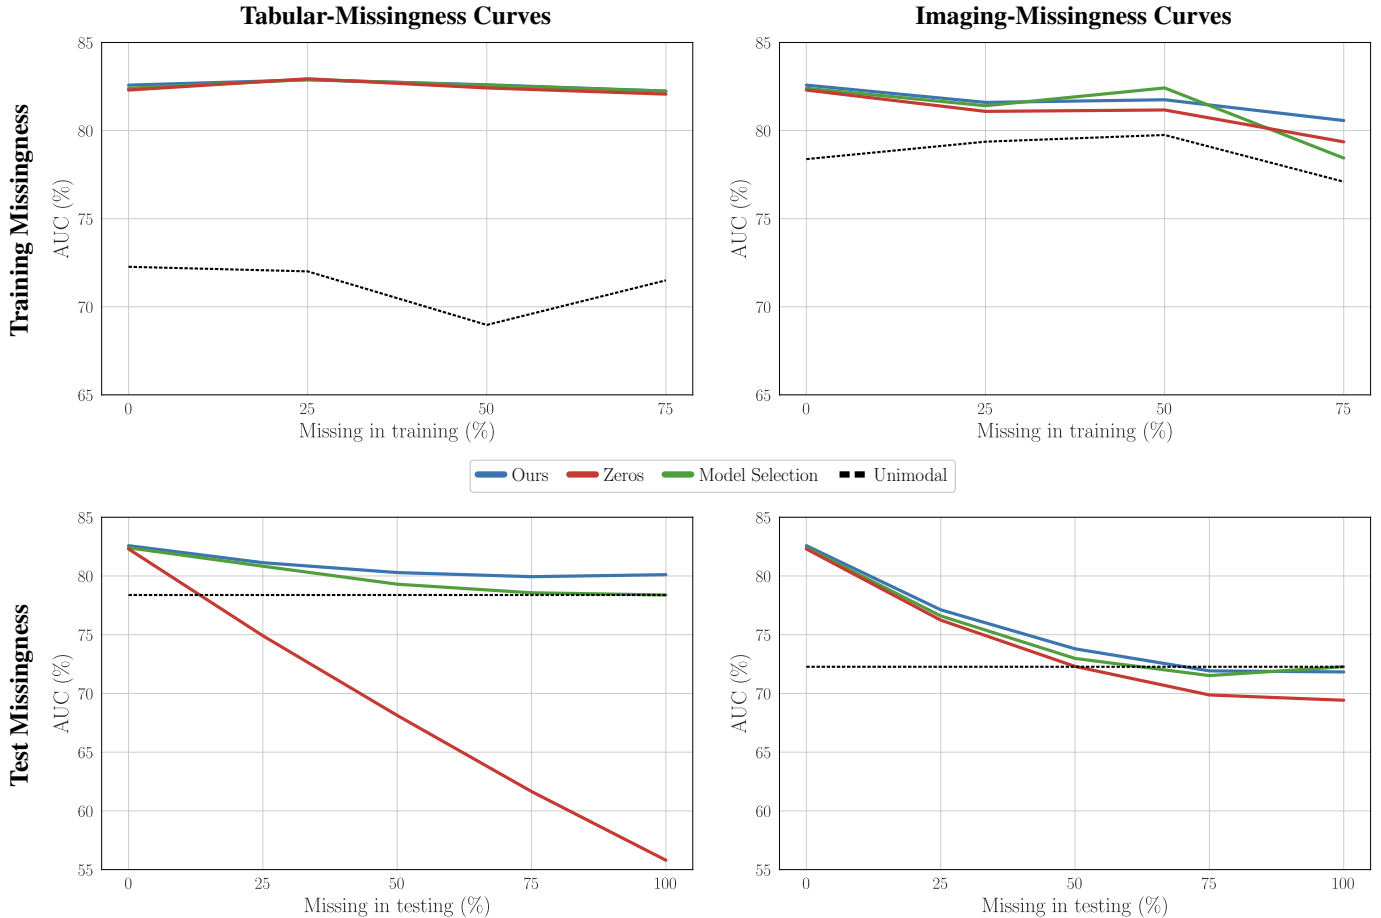 Tabular-Missingness Curves
Imaging-Missingness Curves
Training Missingness
85
80
75
70
65
AUC (%)
0 25 50 75
Missing in training (%)
85
80
75
70
65
AUC (%)
0 25 50 75
Missing in training (%)
Ours Zeros Model Selection Unimodal
Test Missingness
85
80
75
70
65
60
55
AUC (%)
0 25 50 75 100
Missing in testing (%)
85
80
75
70
65
60
55
AUC (%)
0 25 50 75 100
Missing in testing (%)